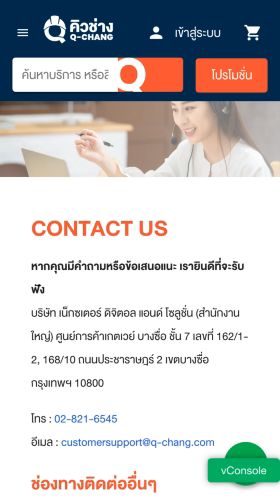 คิวช่าง
Q-CHANG
เข้าสู่ระบบ
ค้นหาบริการ หรือสิ
โปรโมชั่น
CONTACT US
หากคุณมีคำถามหรือข้อเสนอแนะ เรายินดีที่จะรับ
ฟัง
บริษัท เน็กซเตอร์ ดิจิตอล แอนด์ โซลูชั่น (สำนักงาน
ใหญ่) ศูนย์การค้าเกตเวย์ บางซื่อ ชั้น 7 เลขที่ 162/1-
2, 168/10 ถนนประชาราษฎร์ 2 เขตบางซื่อ
กรุงเทพฯ 10800
โทร : 02-821-6545
อีเมล : customersupport@q-chang.com
vConsole
ช่องทางติดต่ออื่นๆ